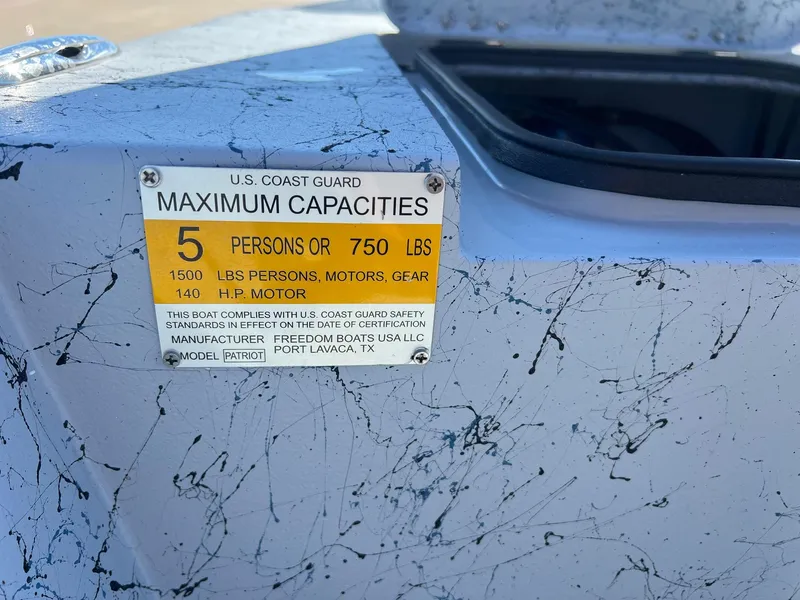 U.S. COAST GUARD
MAXIMUM CAPACITIES
5 PERSONS OR 750 LBS
1500 LBS PERSONS, MOTORS, GEAR
140 H.P. MOTOR
THIS BOAT COMPLIES WITH U.S. COAST GUARD SAFETY
STANDARDS IN EFFECT ON THE DATE OF CERTIFICATION
MANUFACTURER FREEDOM BOATS USA LLC
PORT LAVACA, TX
MODEL PATRIOT